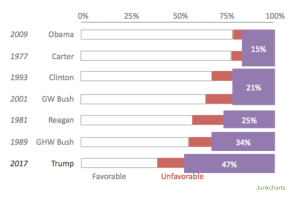 0% 25% 50% 75% 100%
2009 Obama
15%
1977 Carter
1993 Clinton
21%
2001 GW Bush
1981 Reagan 25%
1989 GHW Bush 34%
2017 Trump 47%
Favorable Unfavorable
Junkcharts